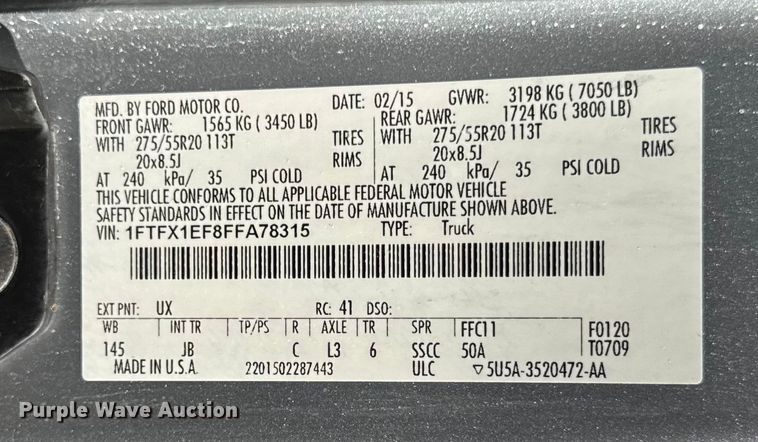 MFD. BY FORD MOTOR CO. DATE: 02/15 GVWR: 3198 KG ( 7050 LB)
FRONT GAWR: 1565 KG ( 3450 LB) REAR GAWR: 1724 KG ( 3800 LB)
WITH 275/55R20 113T TIRES WITH 275/55R20 113T TIRES
20x8.5J RIMS 20x8.5J RIMS
AT 240 kPa/ 35 PSI COLD AT 240 kPa/ 35 PSI COLD
THIS VEHICLE CONFORMS TO ALL APPLICABLE FEDERAL MOTOR VEHICLE
SAFETY STANDARDS IN EFFECT ON THE DATE OF MANUFACTURE SHOWN ABOVE.
VIN: 1FTFX1EF8FFA78315 TYPE: Truck
EXT PNT: UX RC: 41 DSO:
WB INT TR TP/PS R AXLE TR SPR FFC11 F0120
145 JB C L3 6 SSCC 50A T0709
MADE IN U.S.A. 2201502287443 ULC ▽5U5A-3520472-AA
Purple Wave Auction